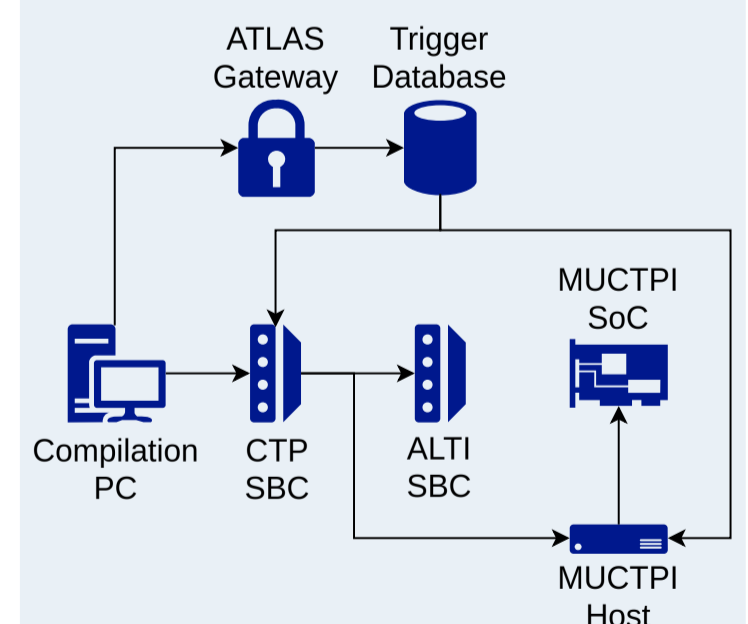 ATLAS
Gateway
Trigger
Database
MUCTPI
SoC
Compilation
PC
CTP
SBC
ALTI
SBC
MUCTPI
Host